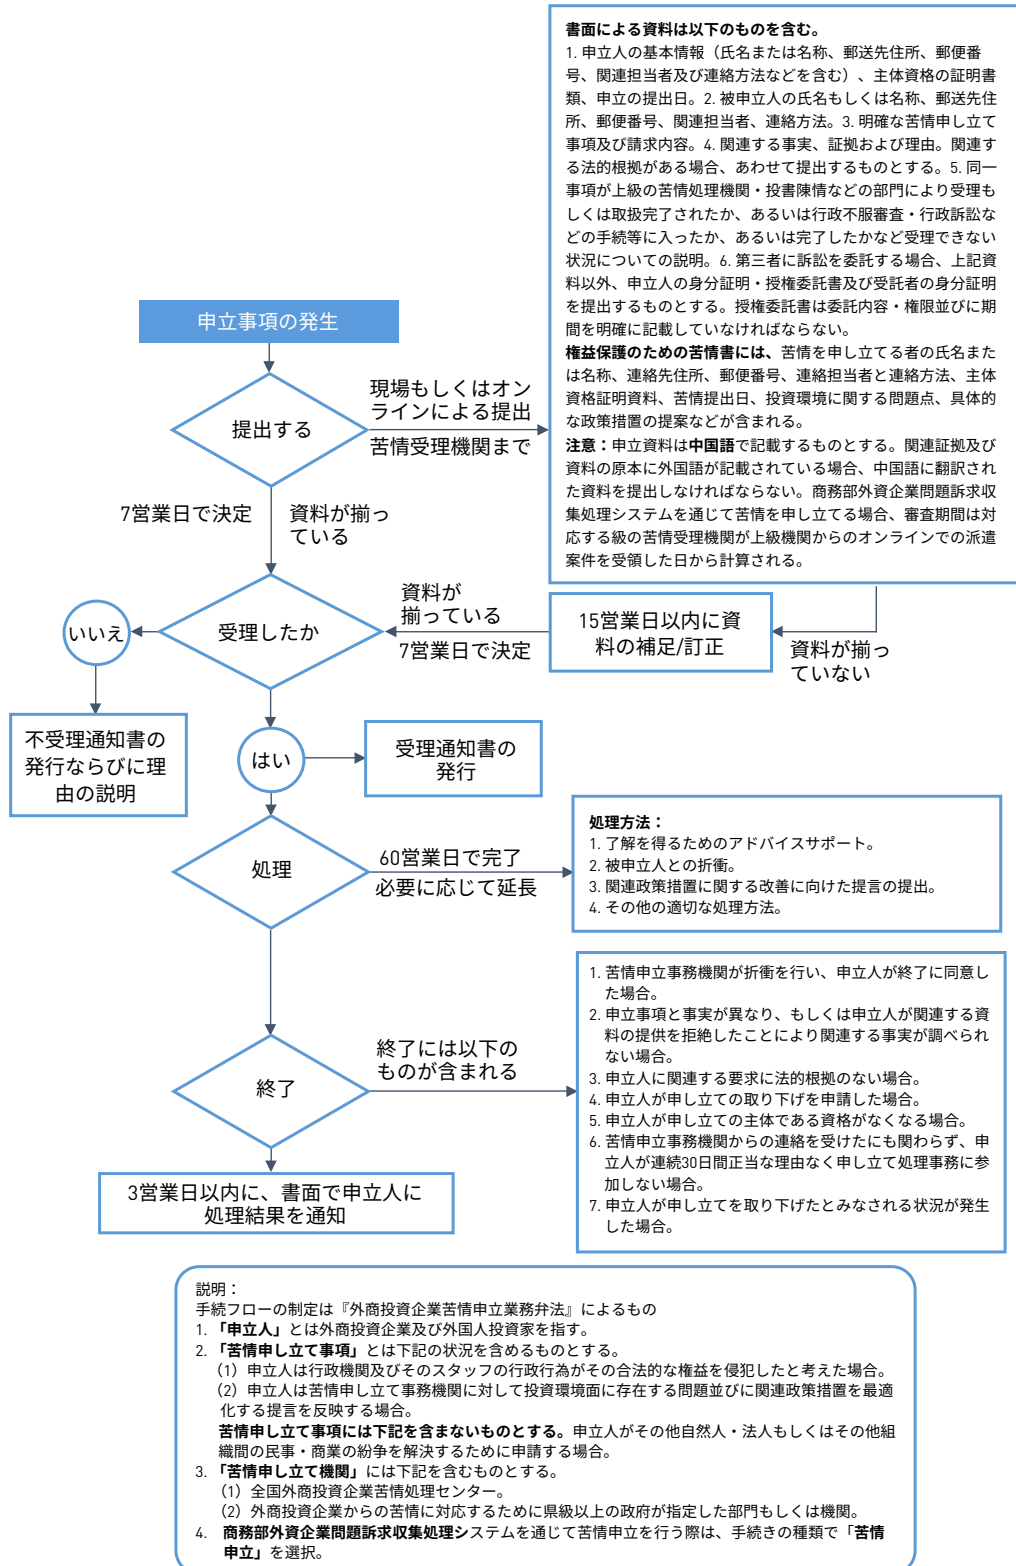 書面による資料は以下のものを含む。
1. 申立人の基本情報（氏名または名称、郵送先住所、郵便番
号、関連担当者及び連絡方法などを含む）、主体資格の証明書
類、申立の提出日。2. 被申立人の氏名もしくは名称、郵送先住
所、郵便番号、関連担当者、連絡方法。3. 明確な苦情申し立て
事項及び請求内容。4. 関連する事実、証拠および理由。関連す
る法的根拠がある場合、あわせて提出するものとする。5. 同一
事項が上級の苦情処理機関・投書陳情などの部門により受理も
しくは取扱完了されたか、あるいは行政不服審査・行政訴訟な
どの手続等に入ったか、あるいは完了したかなど受理できない
状況についての説明。6. 第三者に訴訟を委託する場合、上記資
料以外、申立人の身分証明・授権委託書及び受託者の身分証明
を提出するものとする。授権委託書は委託内容・権限並びに期
間を明確に記載していなければならない。
権益保護のための苦情書には、苦情を申し立てる者の氏名また
は名称、連絡先住所、郵便番号、連絡担当者と連絡方法、主体
資格証明資料、苦情提出日、投資環境に関する問題点、具体的
な政策措置の提案などが含まれる。
注意：申立資料は中国語で記載するものとする。関連証拠及び
資料の原本に外国語が記載されている場合、中国語に翻訳され
た資料を提出しなければならない。商務部外資企業問題訴求収
集処理システムを通じて苦情を申し立てる場合、審査期間は対
応する級の苦情受理機関が上級機関からのオンラインでの派遣
案件を受領した日から計算される。
申立事項の発生
提出する
現場もしくはオン
ラインによる提出
苦情受理機関まで
7営業日で決定
資料が揃っ
ている
受理したか
いいえ
資料が
揃っている
7営業日で決定
15営業日以内に資
料の補足/訂正
資料が揃っ
ていない
不受理通知書の
発行ならびに理
由の説明
はい
受理通知書の
発行
処理
60営業日で完了
必要に応じて延長
処理方法：
1. 了解を得るためのアドバイスサポート。
2. 被申立人との折衝。
3. 関連政策措置に関する改善に向けた提言の提出。
4. その他の適切な処理方法。
終了
終了には以下の
ものが含まれる
1. 苦情申立事務機関が折衝を行い、申立人が終了に同意し
た場合。
2. 申立事項と事実が異なり、もしくは申立人が関連する資
料の提供を拒絶したことにより関連する事実が調べられ
ない場合。
3. 申立人に関連する要求に法的根拠のない場合。
4. 申立人が申し立ての取り下げを申請した場合。
5. 申立人が申し立ての主体である資格がなくなる場合。
6. 苦情申立事務機関からの連絡を受けたにも関わらず、申
立人が連続30日間正当な理由なく申し立て処理事務に参
加しない場合。
7. 申立人が申し立てを取り下げたとみなされる状況が発生
した場合。
3営業日以内に、書面で申立人に
処理結果を通知
説明：
手続フローの制定は『外商投資企業苦情申立業務弁法』によるもの
1. 「申立人」とは外商投資企業及び外国人投資家を指す。
2. 「苦情申し立て事項」とは下記の状況を含めるものとする。
（1）申立人は行政機関及びそのスタッフの行政行為がその合法的な権益を侵犯したと考えた場合。
（2）申立人は苦情申し立て事務機関に対して投資環境面に存在する問題並びに関連政策措置を最適
化する提言を反映する場合。
苦情申し立て事項には下記を含まないものとする。申立人がその他自然人・法人もしくはその他組
織間の民事・商業の紛争を解決するために申請する場合。
3. 「苦情申し立て機関」には下記を含むものとする。
（1）全国外商投資企業苦情処理センター。
（2）外商投資企業からの苦情に対応するために県級以上の政府が指定した部門もしくは機関。
4. 商務部外資企業問題訴求収集処理システムを通じて苦情申立を行う際は、手続きの種類で「苦情
申立」を選択。